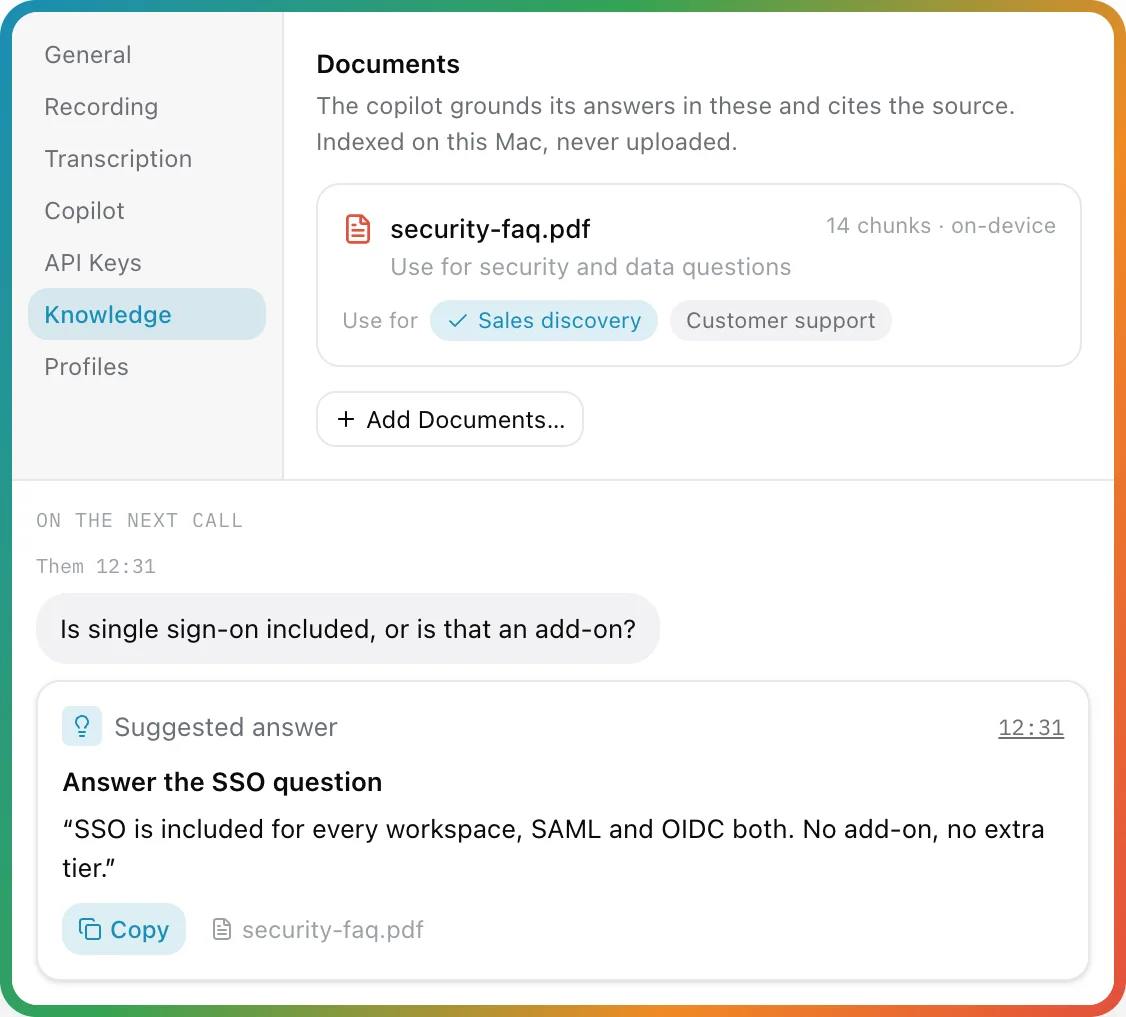 General
Recording
Transcription
Copilot
API Keys
Knowledge
Profiles
Documents
The copilot grounds its answers in these and cites the source.
Indexed on this Mac, never uploaded.
security-faq.pdf
14 chunks · on-device
Use for security and data questions
Use for
Sales discovery
Customer support
+ Add Documents...
ON THE NEXT CALL
Them 12:31
Is single sign-on included, or is that an add-on?
Suggested answer
12:31
Answer the SSO question
“SSO is included for every workspace, SAML and OIDC both. No add-on, no extra
tier.”
Copy
security-faq.pdf